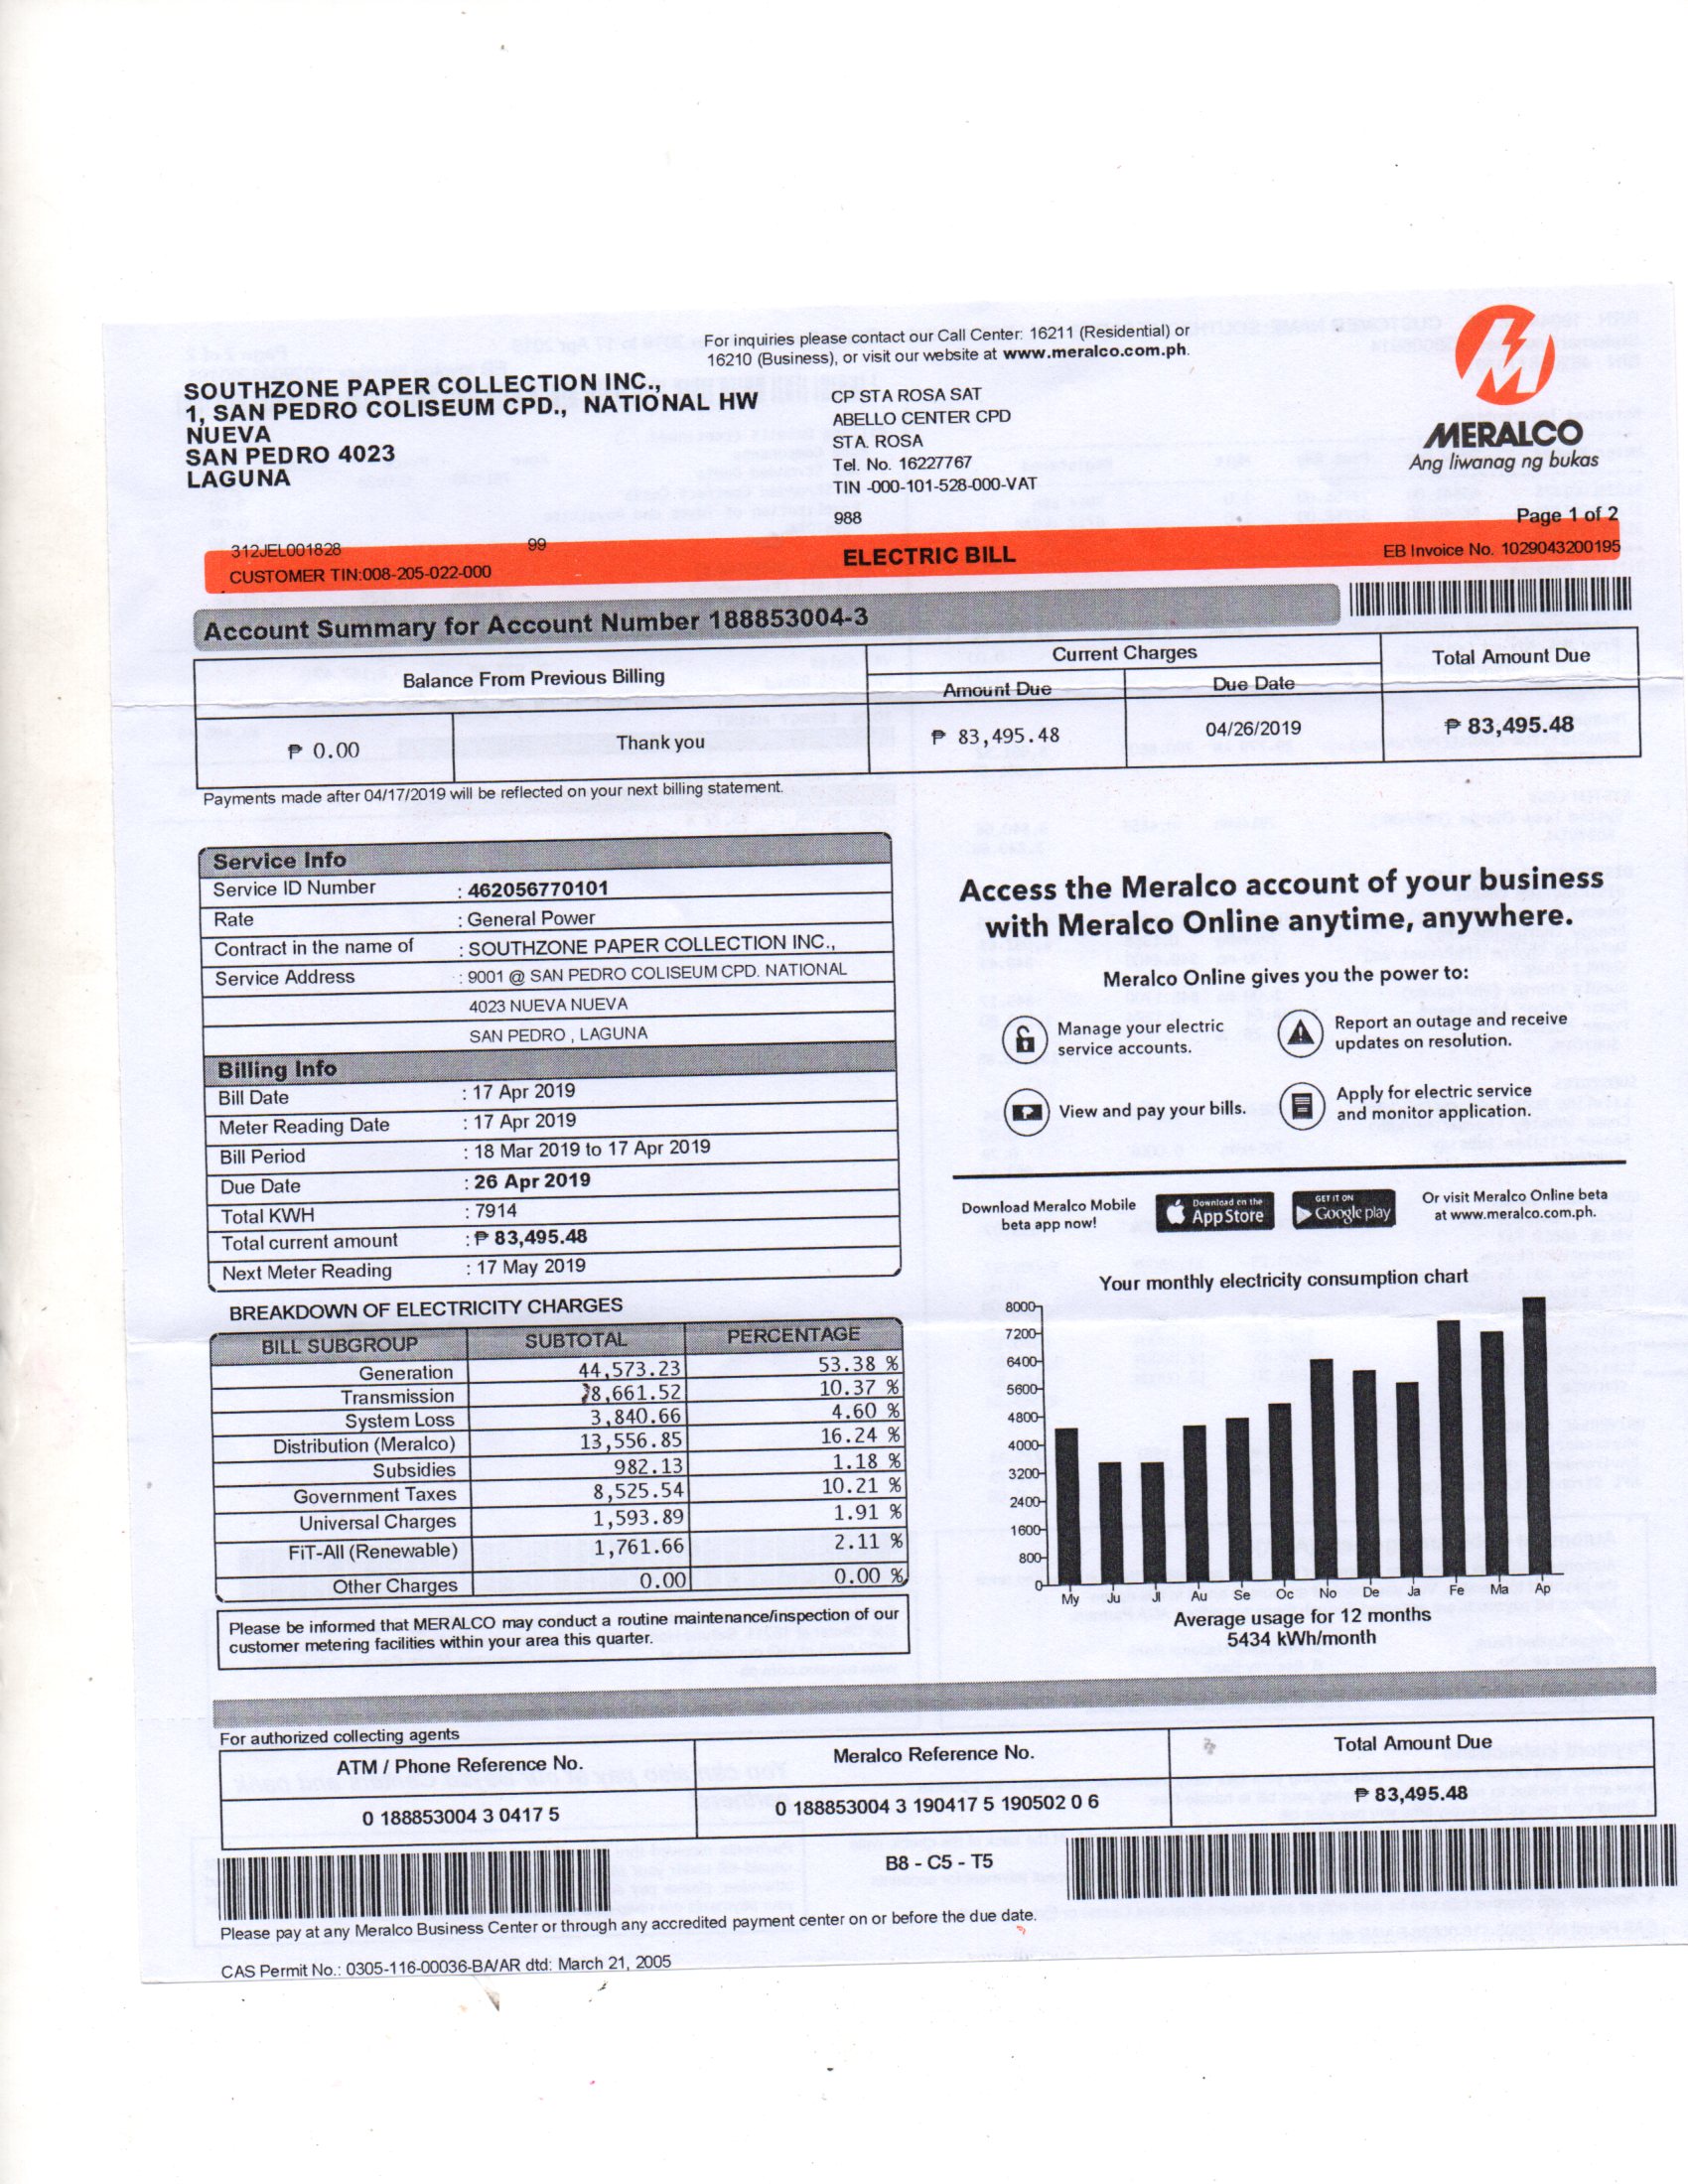 For inquiries please contact our Call Center: 16211 (Residential) or
16210 (Business), or visit our website at www.meralco.com.ph.
SOUTHZONE PAPER COLLECTION INC.,
1, SAN PEDRO COLISEUM CPD., NATIONAL HW
NUEVA
SAN PEDRO 4023
LAGUNA
CP STA ROSA SAT
ABELLO CENTER CPD
STA. ROSA
Tel. No. 16227767
TIN -000-101-528-000-VAT
988
MERALCO
Ang liwanag ng bukas
Page 1 of 2
312JEL001828 99
CUSTOMER TIN:008-205-022-000
ELECTRIC BILL
EB Invoice No. 1029043200195
Account Summary for Account Number 188853004-3
Balance From Previous Billing Current Charges Total Amount Due
Amount Due Due Date
₱ 0.00 Thank you ₱ 83,495.48 04/26/2019 ₱ 83,495.48
Payments made after 04/17/2019 will be reflected on your next billing statement.
Service Info
Service ID Number : 462056770101
Rate : General Power
Contract in the name of : SOUTHZONE PAPER COLLECTION INC.,
Service Address : 9001 @ SAN PEDRO COLISEUM CPD. NATIONAL
4023 NUEVA NUEVA
SAN PEDRO , LAGUNA
Billing Info
Bill Date : 17 Apr 2019
Meter Reading Date : 17 Apr 2019
Bill Period : 18 Mar 2019 to 17 Apr 2019
Due Date : 26 Apr 2019
Total KWH : 7914
Total current amount : ₱ 83,495.48
Next Meter Reading : 17 May 2019
Access the Meralco account of your business
with Meralco Online anytime, anywhere.
Meralco Online gives you the power to:
Manage your electric
service accounts.
Report an outage and receive
updates on resolution.
View and pay your bills.
Apply for electric service
and monitor application.
Download Meralco Mobile
beta app now!
Download on the
App Store
GET IT ON
Google play
Or visit Meralco Online beta
at www.meralco.com.ph.
BREAKDOWN OF ELECTRICITY CHARGES
BILL SUBGROUP SUBTOTAL PERCENTAGE
Generation 44,573.23 53.38 %
Transmission 8,661.52 10.37 %
System Loss 3,840.66 4.60 %
Distribution (Meralco) 13,556.85 16.24 %
Subsidies 982.13 1.18 %
Government Taxes 8,525.54 10.21 %
Universal Charges 1,593.89 1.91 %
FiT-All (Renewable) 1,761.66 2.11 %
Other Charges 0.00 0.00 %
Please be informed that MERALCO may conduct a routine maintenance/inspection of our
customer metering facilities within your area this quarter.
Your monthly electricity consumption chart
8000
7200
6400
5600
4800
4000
3200
2400
1600
800
0
My Ju Jl Au Se Oc No De Ja Fe Ma Ap
Average usage for 12 months
5434 kWh/month
For authorized collecting agents
ATM / Phone Reference No. Meralco Reference No. Total Amount Due
0 188853004 3 0417 5 0 188853004 3 190417 5 190502 0 6 ₱ 83,495.48
B8 - C5 - T5
Please pay at any Meralco Business Center or through any accredited payment center on or before the due date.
CAS Permit No.: 0305-116-00036-BA/AR dtd: March 21, 2005